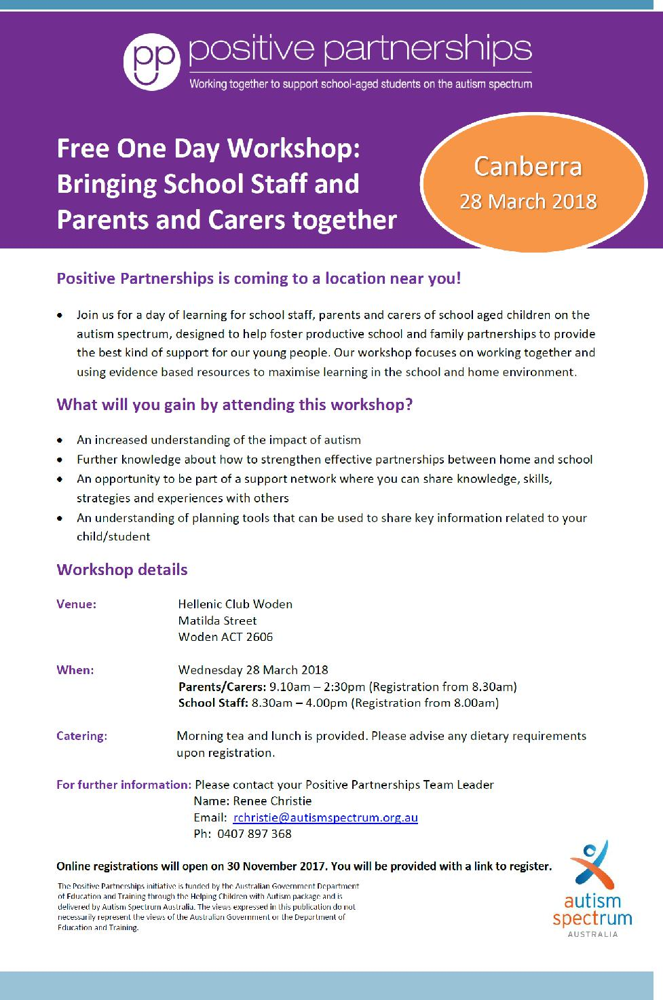 positive partnerships
Working together to support school-aged students on the autism spectrum
Free One Day Workshop:
Bringing School Staff and
Parents and Carers together
Canberra
28 March 2018
Positive Partnerships is coming to a location near you!
• Join us for a day of learning for school staff, parents and carers of school aged children on the
autism spectrum, designed to help foster productive school and family partnerships to provide
the best kind of support for our young people. Our workshop focuses on working together and
using evidence based resources to maximise learning in the school and home environment.
What will you gain by attending this workshop?
• An increased understanding of the impact of autism
• Further knowledge about how to strengthen effective partnerships between home and school
• An opportunity to be part of a support network where you can share knowledge, skills,
strategies and experiences with others
• An understanding of planning tools that can be used to share key information related to your
child/student
Workshop details
Venue: Hellenic Club Woden
Matilda Street
Woden ACT 2606
When: Wednesday 28 March 2018
Parents/Carers: 9.10am – 2:30pm (Registration from 8.30am)
School Staff: 8.30am – 4.00pm (Registration from 8.00am)
Catering: Morning tea and lunch is provided. Please advise any dietary requirements
upon registration.
For further information: Please contact your Positive Partnerships Team Leader
Name: Renee Christie
Email: rchristie@autismspectrum.org.au
Ph: 0407 897 368
Online registrations will open on 30 November 2017. You will be provided with a link to register.
The Positive Partnerships initiative is funded by the Australian Government Department
of Education and Training through the Helping Children with Autism package and is
delivered by Autism Spectrum Australia. The views expressed in this publication do not
necessarily represent the views of the Australian Government or the Department of
Education and Training.
autism
spectrum
AUSTRALIA